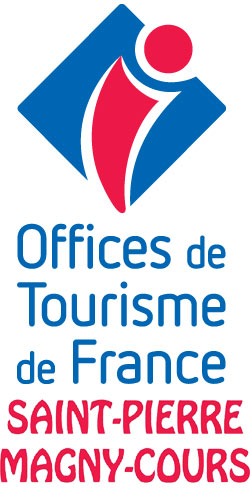 Offices de
Tourisme
de France
SAINT-PIERRE
MAGNY-COURS